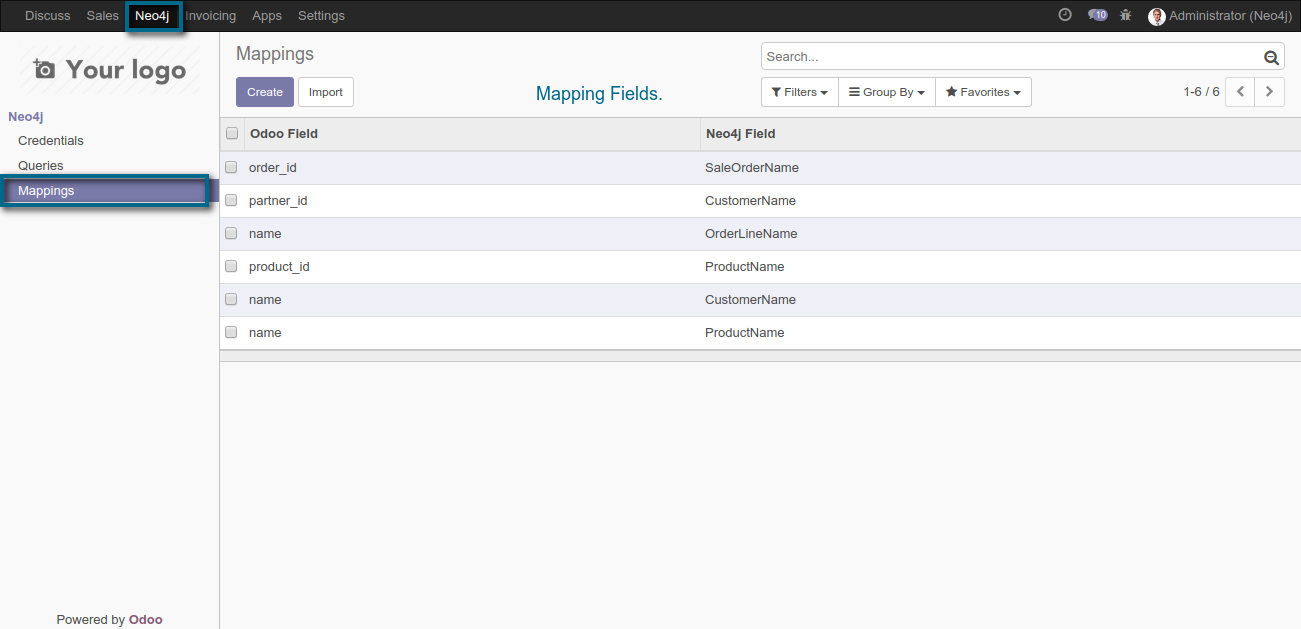 Discuss Sales Neo4j Invoicing Apps Settings 10 Administrator (Neo4j)
Your logo
Neo4j
Credentials
Queries
Mappings
Powered by Odoo
Mappings
Search...
Create Import Mapping Fields. Filters Group By Favorites 1-6 / 6
Odoo Field Neo4j Field
order_id SaleOrderName
partner_id CustomerName
name OrderLineName
product_id ProductName
name CustomerName
name ProductName